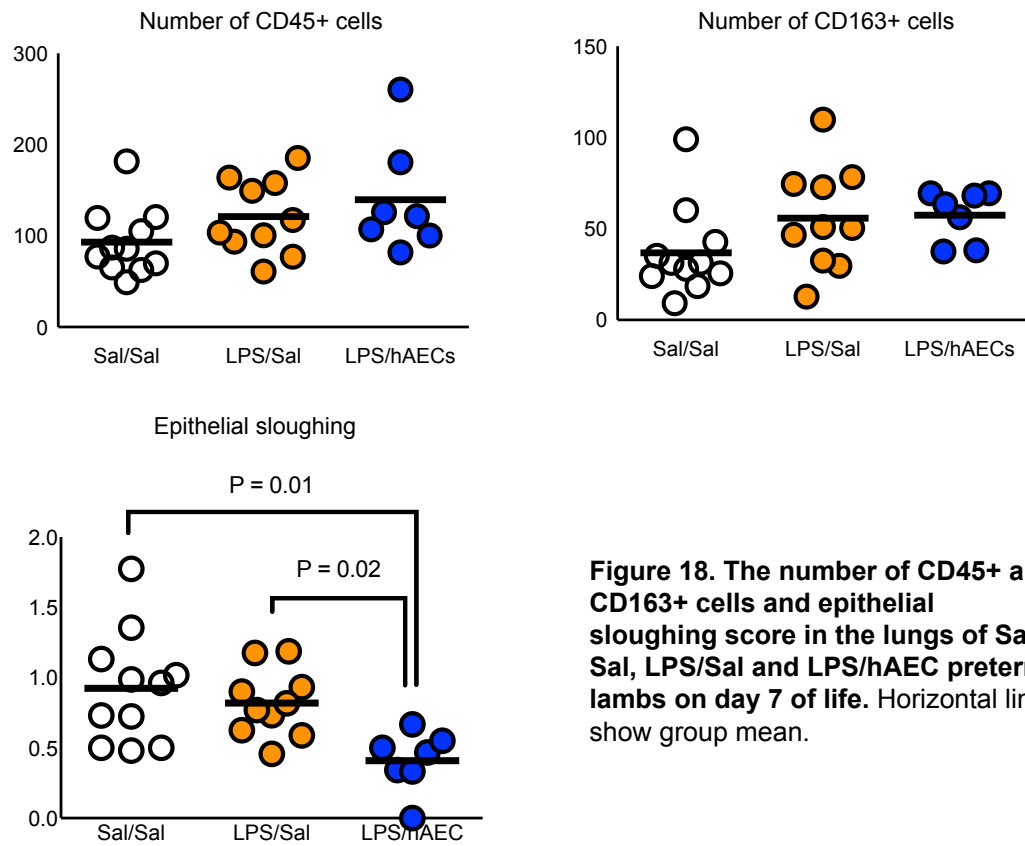 Number of CD45+ cells
300
200
100
0
Sal/Sal LPS/Sal LPS/hAECs
Number of CD163+ cells
150
100
50
0
Sal/Sal LPS/Sal LPS/hAECs
Epithelial sloughing
P = 0.01
P = 0.02
2.0
1.5
1.0
0.5
0.0
Sal/Sal LPS/Sal LPS/hAEC
Figure 18. The number of CD45+ a
CD163+ cells and epithelial
sloughing score in the lungs of Sa
Sal, LPS/Sal and LPS/hAEC preter
lambs on day 7 of life. Horizontal lin
show group mean.